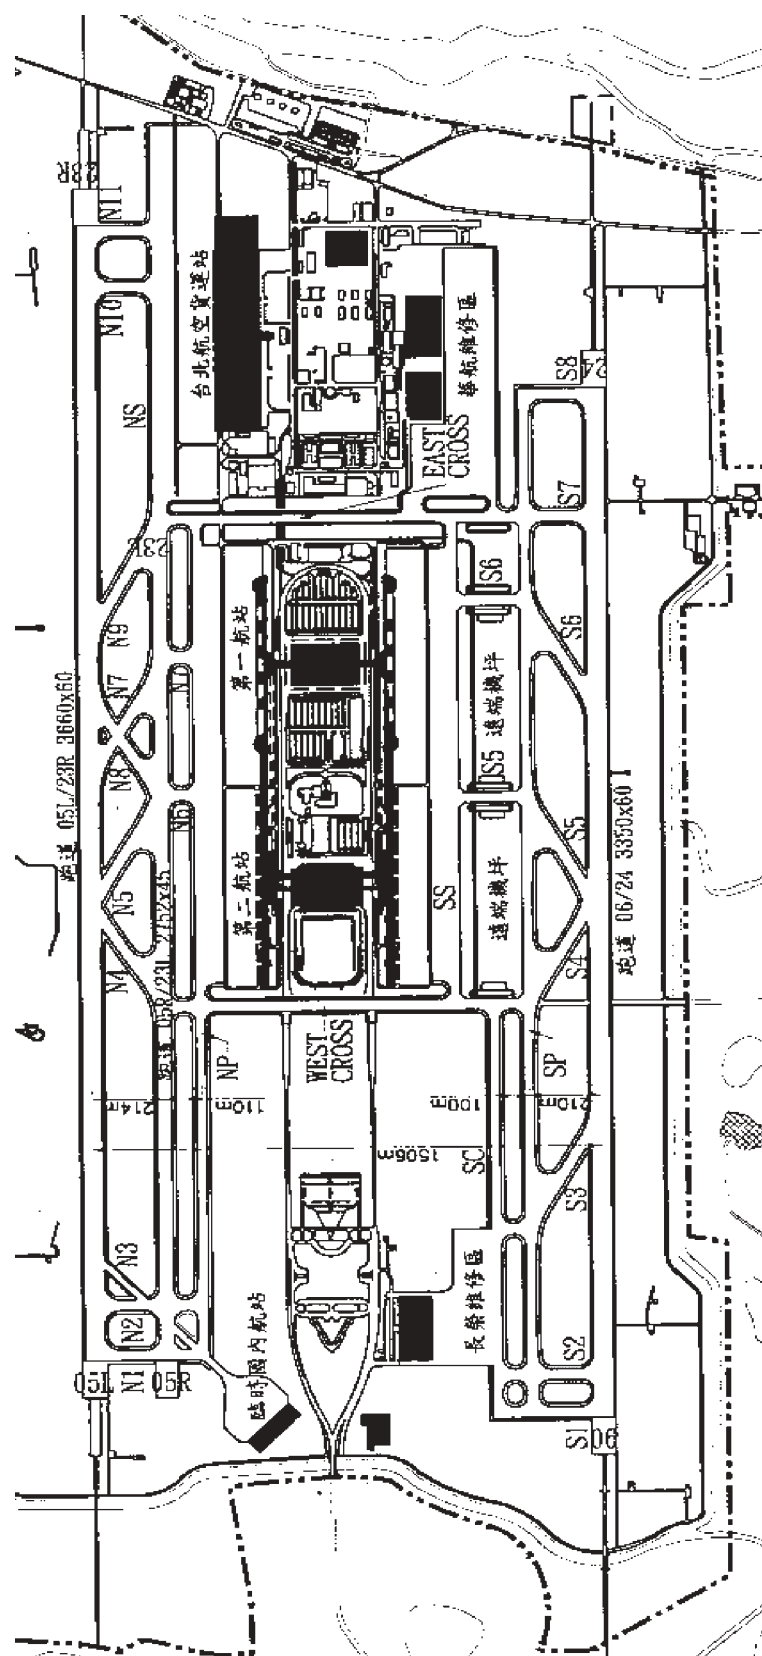 23R
N11
N10
NS
台北航空貨運站
華航維修區
S8
24
EAST
CROSS
S7
23L
N9
N7
第一航站
S6
S6
跑道 05L/23R 3660x60
N7
N8
N6
遠端機坪
S5
S5
跑道 06/24 3350x60
N5
第二航站
SS
遠端機坪
N4
跑道 05R/23L 2752x45
S4
NP
WEST
CROSS
SP
214m
110m
100m
210m
1506m
SC
S3
N3
N2
臨時國內航站
長榮維修區
S2
05L
N1
05R
S1
06